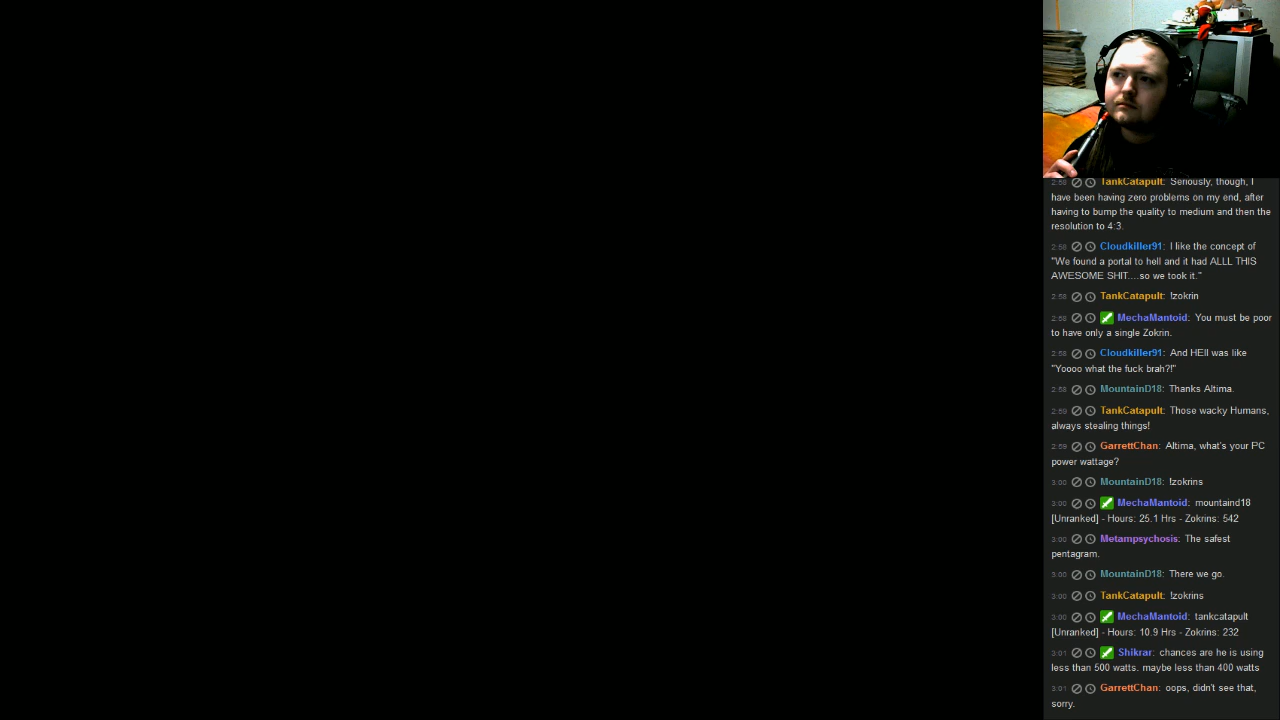 2:58 TankCatapult: Seriously, though, I
have been having zero problems on my end, after
having to bump the quality to medium and then the
resolution to 4:3.
2:58 Cloudkiller91: I like the concept of
"We found a portal to hell and it had ALLL THIS
AWESOME SHIT....so we took it."
2:58 TankCatapult: !zokrin
2:58 MechaMantoid: You must be poor
to have only a single Zokrin.
2:58 Cloudkiller91: And HEll was like
"Yoooo what the fuck brah?!"
2:58 MountainD18: Thanks Altima.
2:59 TankCatapult: Those wacky Humans,
always stealing things!
2:59 GarrettChan: Altima, what's your PC
power wattage?
3:00 MountainD18: !zokrins
3:00 MechaMantoid: mountaind18
[Unranked] - Hours: 25.1 Hrs - Zokrins: 542
3:00 Metampsychosis: The safest
pentagram.
3:00 MountainD18: There we go.
3:00 TankCatapult: !zokrins
3:00 MechaMantoid: tankcatapult
[Unranked] - Hours: 10.9 Hrs - Zokrins: 232
3:01 Shikrar: chances are he is using
less than 500 watts. maybe less than 400 watts
3:01 GarrettChan: oops, didn't see that,
sorry.